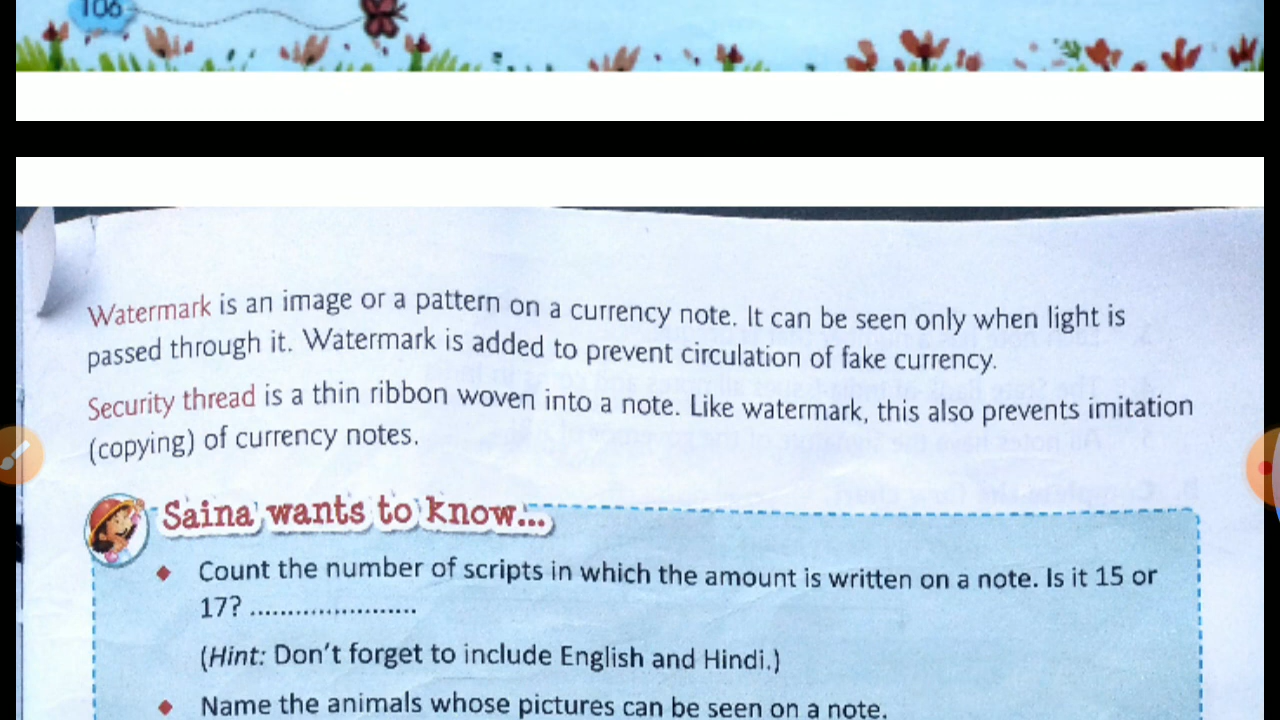 106
Watermark is an image or a pattern on a currency note. It can be seen only when light is
passed through it. Watermark is added to prevent circulation of fake currency.
Security thread is a thin ribbon woven into a note. Like watermark, this also prevents imitation
(copying) of currency notes.
Saina wants to know...
Count the number of scripts in which the amount is written on a note. Is it 15 or
17? ......................
(Hint: Don't forget to include English and Hindi.)
Name the animals whose pictures can be seen on a note.